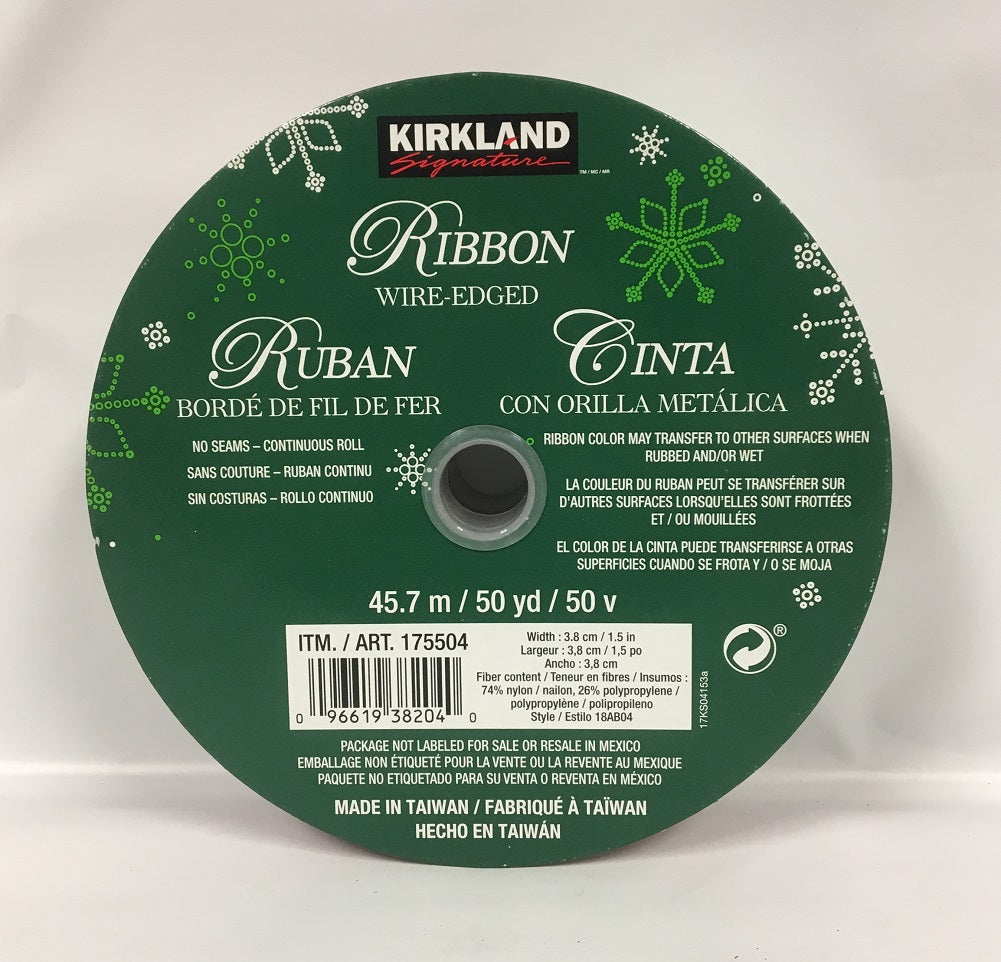 KIRKLAND
Signature
TM / MC / MR
RIBBON
WIRE-EDGED
RUBAN
BORDÉ DE FIL DE FER
CINTA
CON ORILLA METÁLICA
NO SEAMS – CONTINUOUS ROLL
SANS COUTURE – RUBAN CONTINU
SIN COSTURAS – ROLLO CONTINUO
RIBBON COLOR MAY TRANSFER TO OTHER SURFACES WHEN
RUBBED AND/OR WET
LA COULEUR DU RUBAN PEUT SE TRANSFÉRER SUR
D'AUTRES SURFACES LORSQU'ELLES SONT FROTTÉES
ET / OU MOUILLÉES
EL COLOR DE LA CINTA PUEDE TRANSFERIRSE A OTRAS
SUPERFICIES CUANDO SE FROTA Y / O SE MOJA
45.7 m / 50 yd / 50 v
ITM. / ART. 175504
0 96619 38204 0
Width : 3.8 cm / 1.5 in
Largeur : 3,8 cm / 1,5 po
Ancho : 3,8 cm
Fiber content / Teneur en fibres / Insumos :
74% nylon / nailon, 26% polypropylene /
polypropylène / polipropileno
Style / Estilo 18AB04
17KS04153a
®
PACKAGE NOT LABELED FOR SALE OR RESALE IN MEXICO
EMBALLAGE NON ÉTIQUETÉ POUR LA VENTE OU LA REVENTE AU MEXIQUE
PAQUETE NO ETIQUETADO PARA SU VENTA O REVENTA EN MÉXICO
MADE IN TAIWAN / FABRIQUÉ À TAÏWAN
HECHO EN TAIWÁN